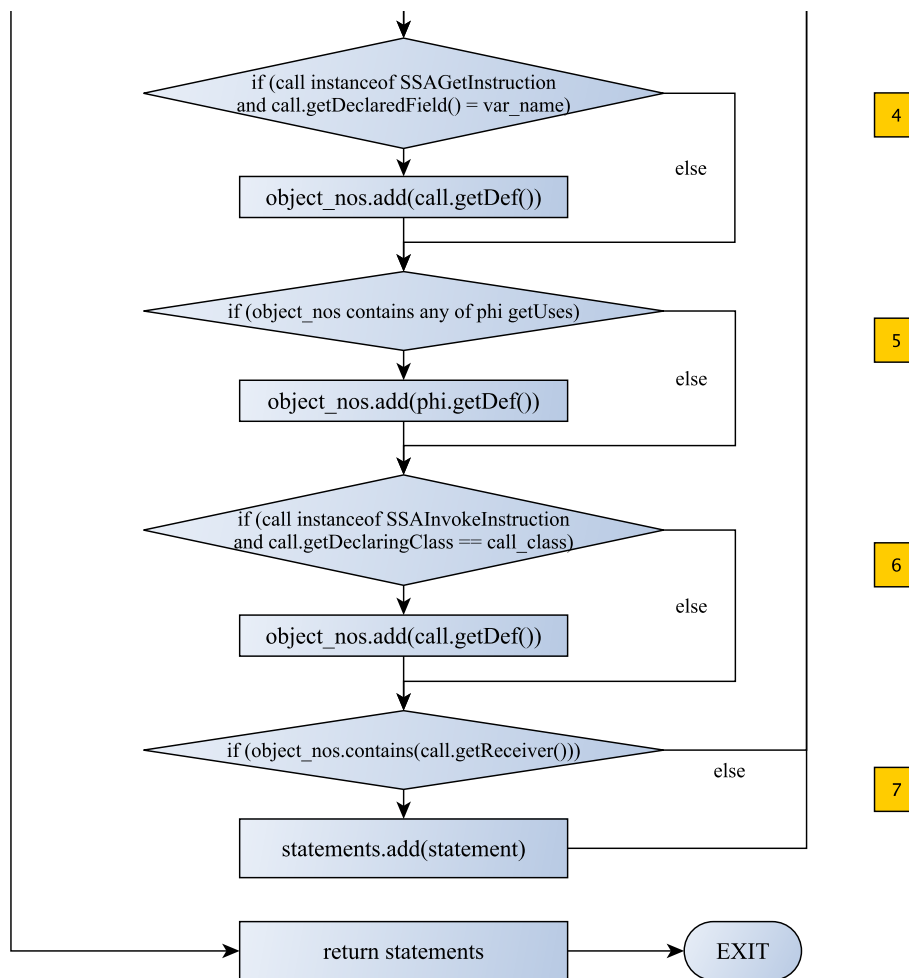 if (call instanceof SSAGetInstruction
and call.getDeclaredField() = var_name)
4
else
object_nos.add(call.getDef())
if (object_nos contains any of phi getUses)
5
else
object_nos.add(phi.getDef())
if (call instanceof SSAInvokeInstruction
and call.getDeclaringClass == call_class)
6
else
object_nos.add(call.getDef())
if (object_nos.contains(call.getReceiver()))
else
7
statements.add(statement)
return statements
EXIT